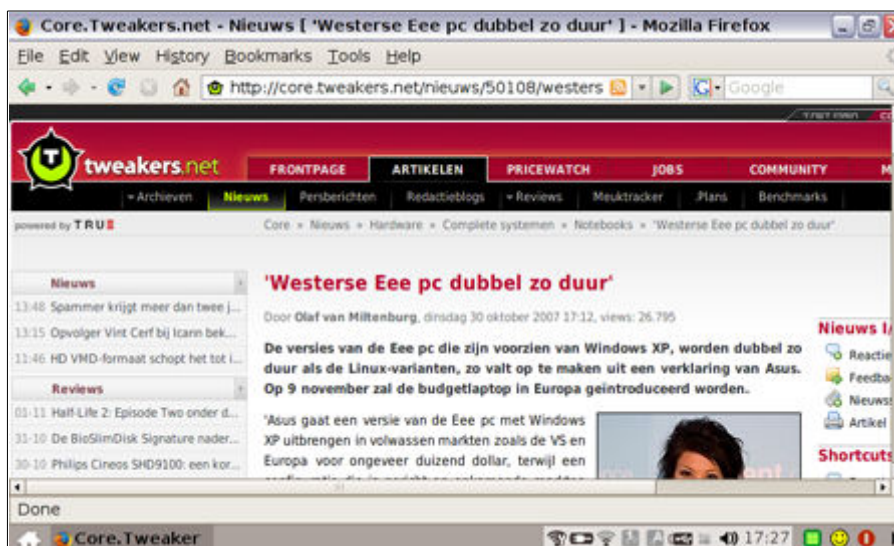 Core.Tweakers.net - Nieuws [ 'Westerse Eee pc dubbel zo duur' ] - Mozilla Firefox
File Edit View History Bookmarks Tools Help
http://core.tweakers.net/nieuws/50108/westers
Google
tweakers.net
FRONTPAGE ARTIKELEN PRICEWATCH JOBS COMMUNITY M
Archieven Nieuws Persberichten Redactieblogs Reviews Meuktracker .Plans Benchmarks
powered by TRUE
Core » Nieuws » Hardware » Complete systemen » Notebooks » 'Westerse Eee pc dubbel zo duur'
Nieuws
13:48 Spammer krijgt meer dan twee j...
13:15 Opvolger Vint Cerf bij Icann bek...
11:46 HD VMD-formaat schopt het tot i...
Reviews
01-11 Half-Life 2: Episode Two onder d...
31-10 De BioSlimDisk Signature nader...
30-10 Philips Cineos SHD9100: een kor...
'Westerse Eee pc dubbel zo duur'
Door Olaf van Miltenburg, dinsdag 30 oktober 2007 17:12, views: 26.795
De versies van de Eee pc die zijn voorzien van Windows XP, worden dubbel zo
duur als de Linux-varianten, zo valt op te maken uit een verklaring van Asus.
Op 9 november zal de budgetlaptop in Europa geïntroduceerd worden.
'Asus gaat een versie van de Eee pc met Windows
XP uitbrengen in volwassen markten zoals de VS en
Europa voor ongeveer duizend dollar, terwijl een
Nieuws I
Reactie
Feedba
Nieuws
Artikel
Shortcuts
Done
Core.Tweaker
17:27